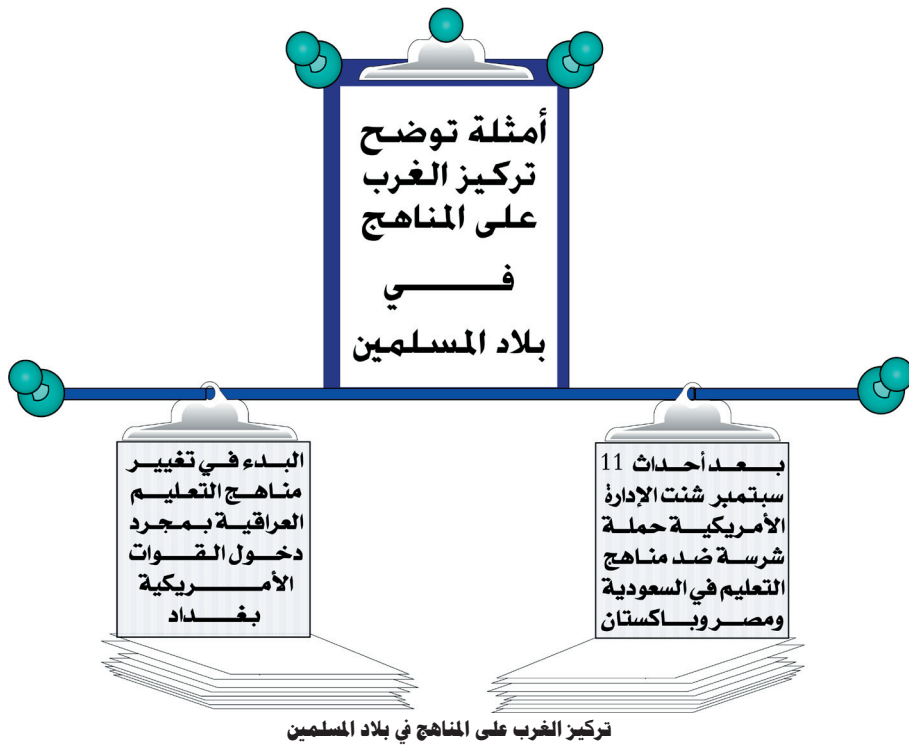 أمثلة توضح
تركيز الغرب
على المناهج
في
بلاد المسلمين
بعد أحداث 11
سبتمبر شنت الإدارة
الأمريكية حملة
شرسة ضد مناهج
التعليم في السعودية
ومصر وباكستان
البدء في تغيير
مناهج التعليم
العراقية بمجرد
دخول القوات
الأمريكية
بغداد
تركيز الغرب على المناهج في بلاد المسلمين